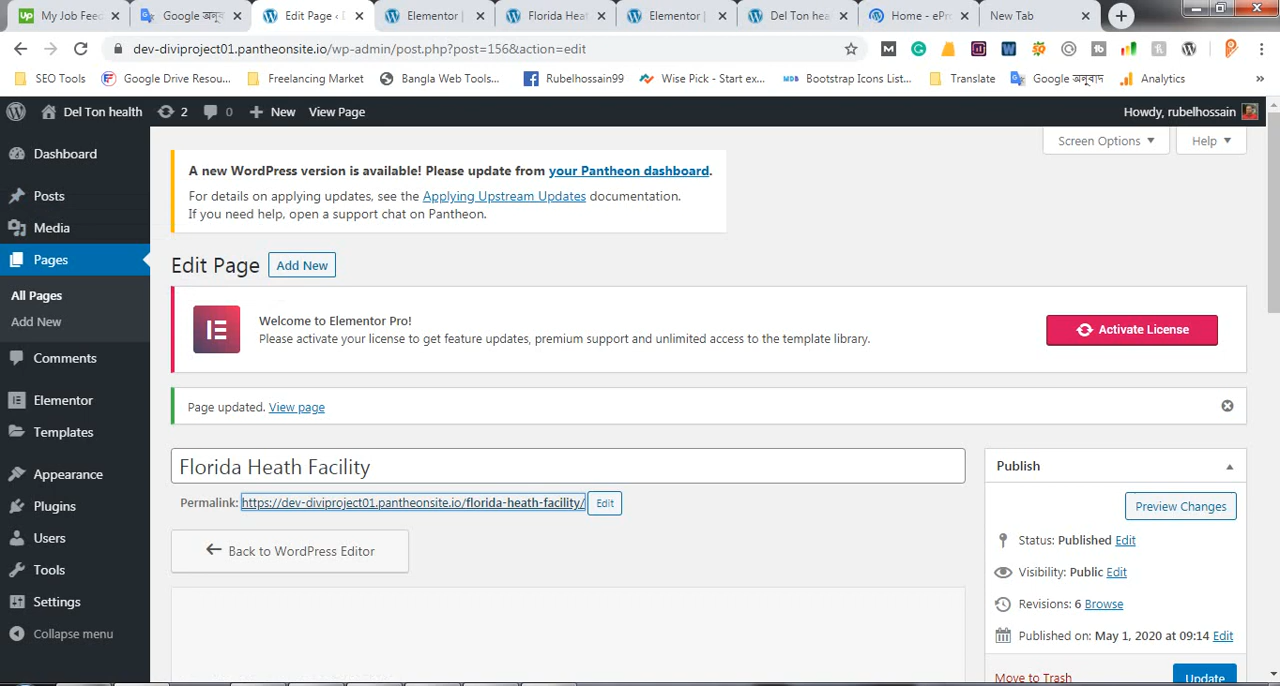 My Job Feed
Google অনুব
Edit Page ‹ D
Elementor |
Florida Hea
Elementor |
Del Ton hea
Home - ePr
New Tab
dev-diviproject01.pantheonsite.io/wp-admin/post.php?post=156&action=edit
SEO Tools
Google Drive Resou...
Freelancing Market
Bangla Web Tools...
Rubelhossain99
Wise Pick - Start ex...
Bootstrap Icons List...
Translate
Google অনুবাদ
Analytics
»
Del Ton health
2
0
New
View Page
Howdy, rubelhossain
Screen Options
Help
Dashboard
Posts
Media
Pages
All Pages
Add New
Comments
Elementor
Templates
Appearance
Plugins
Users
Tools
Settings
Collapse menu
A new WordPress version is available! Please update from your Pantheon dashboard.
For details on applying updates, see the Applying Upstream Updates documentation.
If you need help, open a support chat on Pantheon.
Edit Page
Add New
Welcome to Elementor Pro!
Please activate your license to get feature updates, premium support and unlimited access to the template library.
Activate License
Page updated. View page
Florida Heath Facility
Permalink: https://dev-diviproject01.pantheonsite.io/florida-heath-facility/ Edit
Back to WordPress Editor
Publish
Preview Changes
Status: Published Edit
Visibility: Public Edit
Revisions: 6 Browse
Published on: May 1, 2020 at 09:14 Edit
Move to Trash
Update